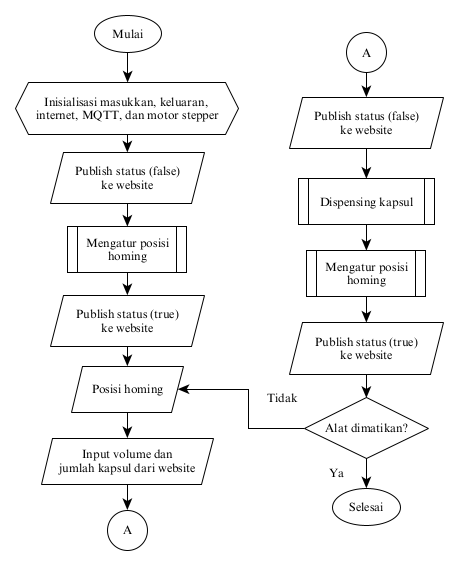 Mulai
Inisialisasi masukkan, keluaran,
internet, MQTT, dan motor stepper
Publish status (false)
ke website
Mengatur posisi
homing
Publish status (true)
ke website
Posisi homing
Input volume dan
jumlah kapsul dari website
A
A
Publish status (false)
ke website
Dispensing kapsul
Mengatur posisi
homing
Publish status (true)
ke website
Alat dimatikan?
Tidak
Ya
Selesai